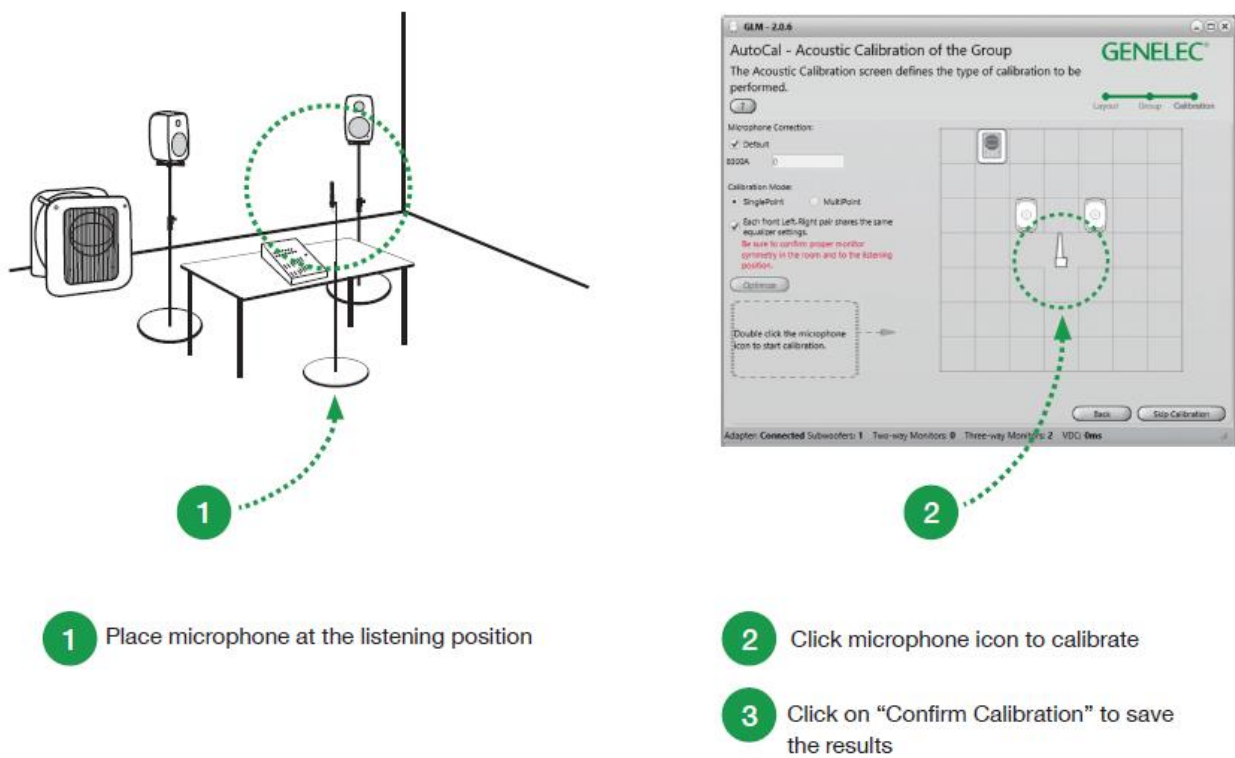 GLM - 2.0.6
AutoCal - Acoustic Calibration of the Group
GENELEC®
The Acoustic Calibration screen defines the type of calibration to be
performed.
Layout Group Calibration
Microphone Correction:
Default
8300A 0
Calibration Mode:
SinglePoint MultiPoint
Each front Left-Right pair shares the same
equalizer settings.
Be sure to confirm proper monitor
symmetry in the room and to the listening
position.
Optimize
Double click the microphone
icon to start calibration.
Back Skip Calibration
Adapter: Connected Subwoofers: 1 Two-way Monitors: 0 Three-way Monitors: 2 VDC: 0ms
1
2
1 Place microphone at the listening position
2 Click microphone icon to calibrate
3 Click on “Confirm Calibration” to save
the results